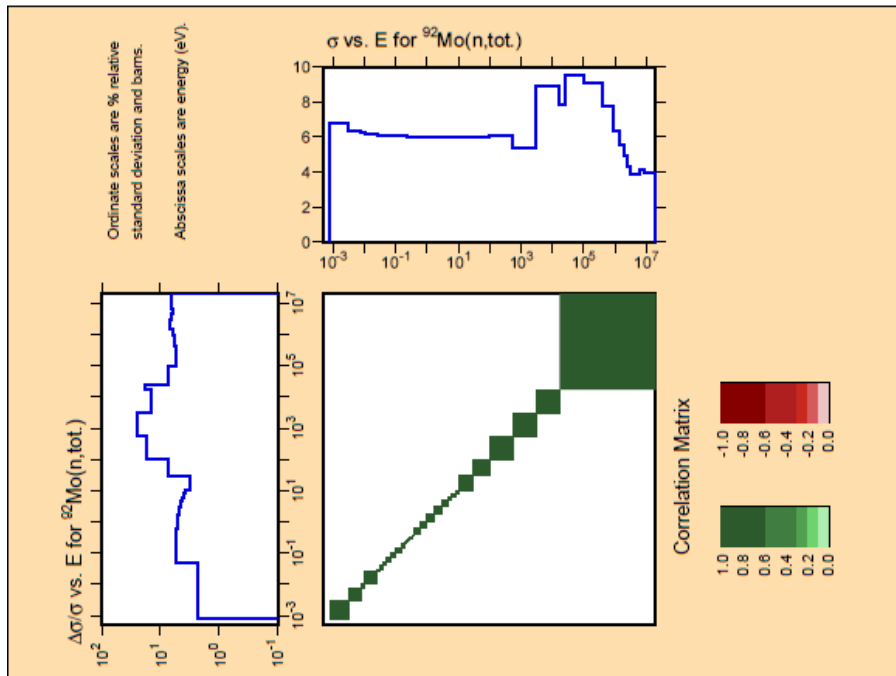 σ vs. E for ⁹²Mo(n,tot.)
Ordinate scales are % relative
standard deviation and barns.
Abscissa scales are energy (eV).
10
8
6
4
2
0
10⁻³ 10⁻¹ 10¹ 10³ 10⁵ 10⁷
Δσ/σ vs. E for ⁹²Mo(n,tot.)
10² 10¹ 10⁰ 10⁻¹
10⁷
10⁵
10³
10¹
10⁻¹
10⁻³
Correlation Matrix
-1.0 -0.8 -0.6 -0.4 -0.2 0.0
1.0 0.8 0.6 0.4 0.2 0.0